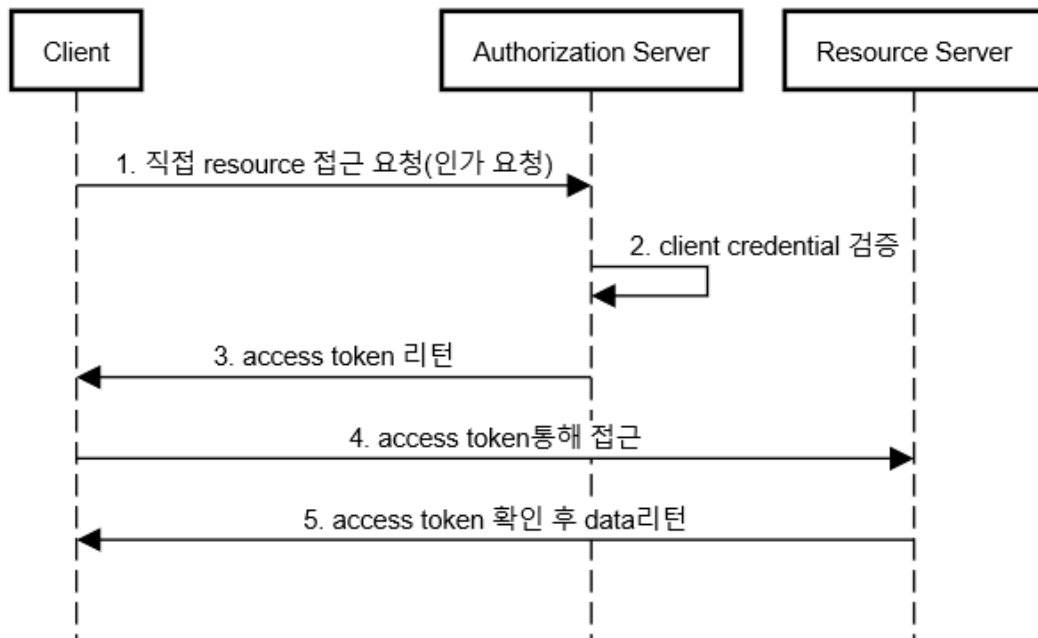 Client
Authorization Server
Resource Server
1. 직접 resource 접근 요청(인가 요청)
2. client credential 검증
3. access token 리턴
4. access token통해 접근
5. access token 확인 후 data리턴